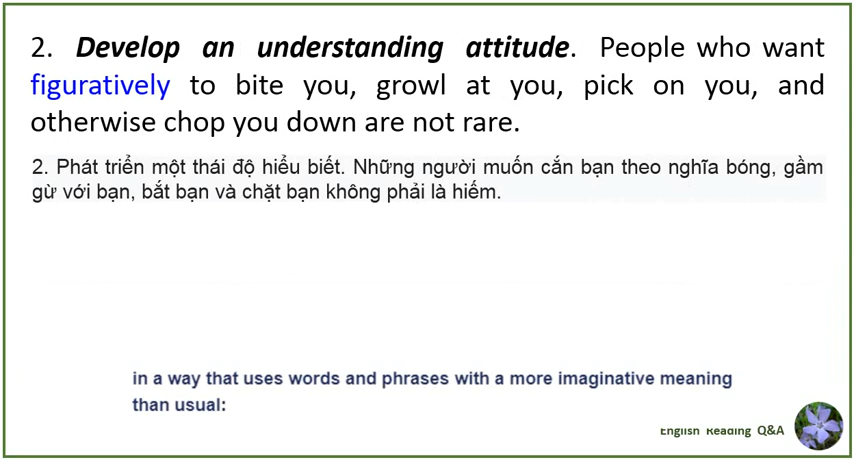 2. Develop an understanding attitude. People who want
figuratively to bite you, growl at you, pick on you, and
otherwise chop you down are not rare.
2. Phát triển một thái độ hiểu biết. Những người muốn cắn bạn theo nghĩa bóng, gầm
gừ với bạn, bắt bạn và chặt bạn không phải là hiếm.
in a way that uses words and phrases with a more imaginative meaning
than usual:
English Reading Q&A